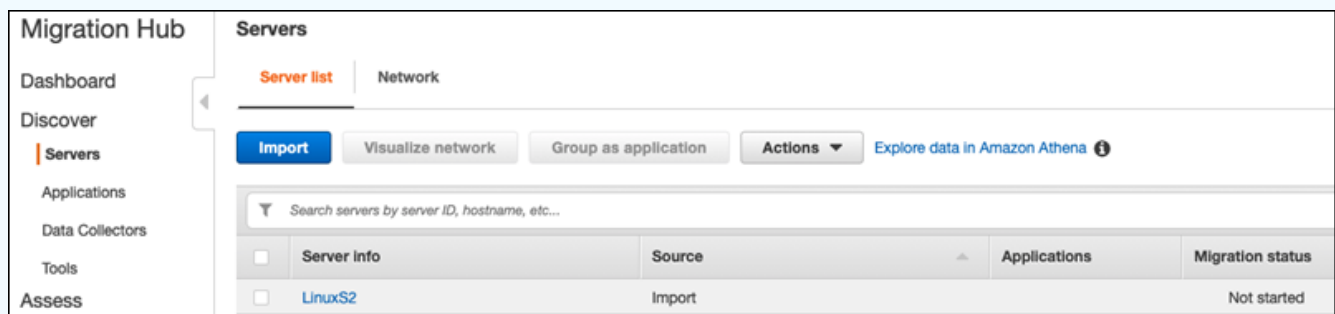 Migration Hub
Dashboard
Discover
Servers
Applications
Data Collectors
Tools
Assess
Servers
Server list Network
Import Visualize network Group as application Actions Explore data in Amazon Athena
Search servers by server ID, hostname, etc...
Server info Source Applications Migration status
LinuxS2 Import Not started